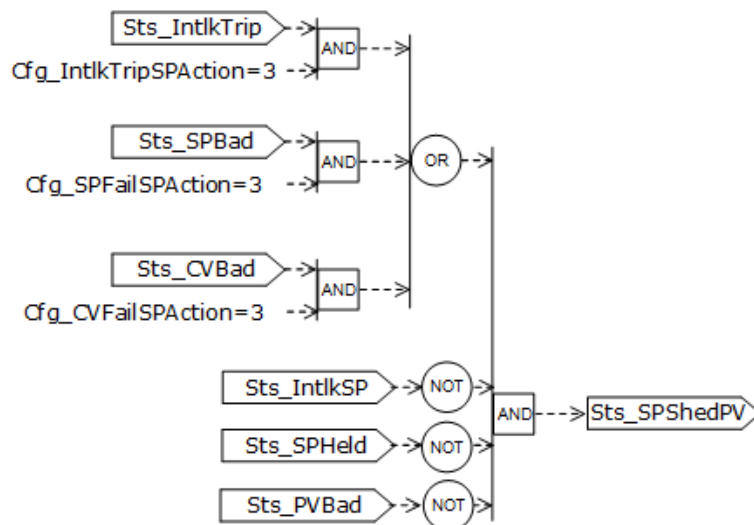 Sts_IntlkTrip
AND
Cfg_IntlkTripSPAction=3
Sts_SPBad
AND
OR
Cfg_SPFailSPAction=3
Sts_CVBad
AND
Cfg_CVFailSPAction=3
Sts_IntlkSP
NOT
AND
Sts_SPShedPV
Sts_SPHeld
NOT
Sts_PVBad
NOT